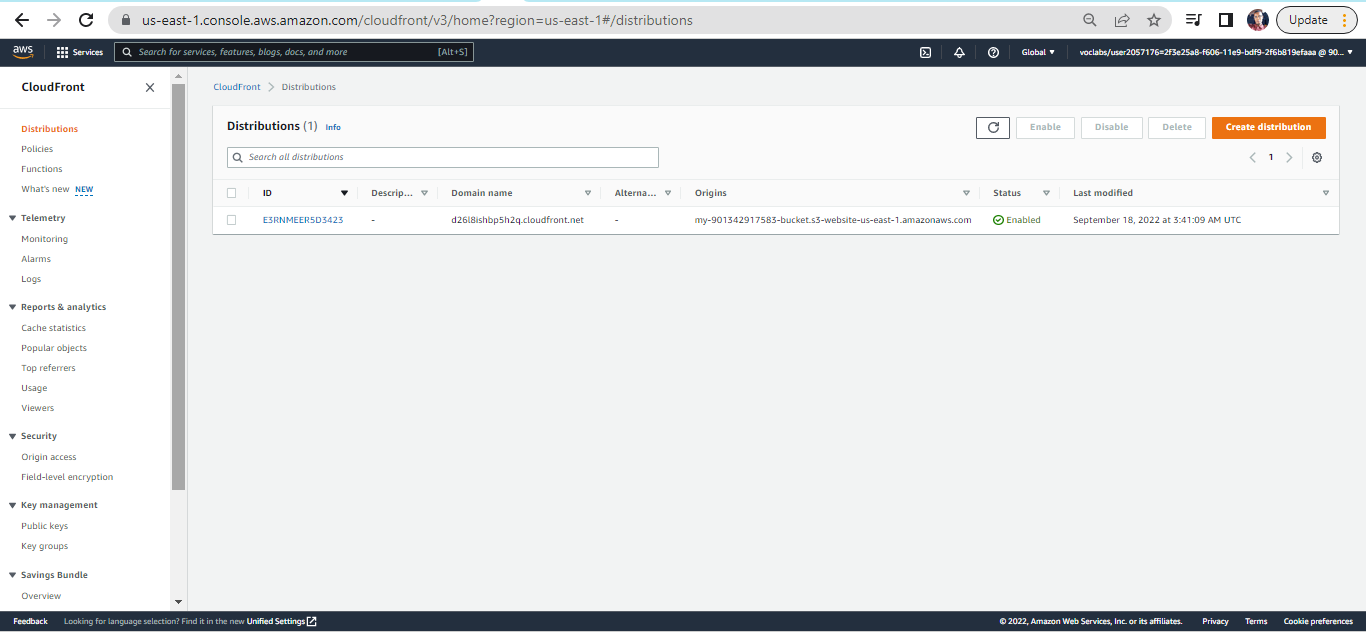 us-east-1.console.aws.amazon.com/cloudfront/v3/home?region=us-east-1#/distributions
Update
aws
Services
Search for services, features, blogs, docs, and more
[Alt+S]
Global
voclabs/user2057176=2f3e25a8-f606-11e9-bdf9-2f6b819efaaa @ 90...
CloudFront
Distributions
Policies
Functions
What's new NEW
Telemetry
Monitoring
Alarms
Logs
Reports & analytics
Cache statistics
Popular objects
Top referrers
Usage
Viewers
Security
Origin access
Field-level encryption
Key management
Public keys
Key groups
Savings Bundle
Overview
CloudFront > Distributions
Distributions (1) Info
Enable
Disable
Delete
Create distribution
Search all distributions
1
ID Descrip... Domain name Alterna... Origins Status Last modified
E3RNMEER5D3423 - d26l8ishbp5h2q.cloudfront.net - my-901342917583-bucket.s3-website-us-east-1.amazonaws.com Enabled September 18, 2022 at 3:41:09 AM UTC
Feedback Looking for language selection? Find it in the new Unified Settings
© 2022, Amazon Web Services, Inc. or its affiliates. Privacy Terms Cookie preferences